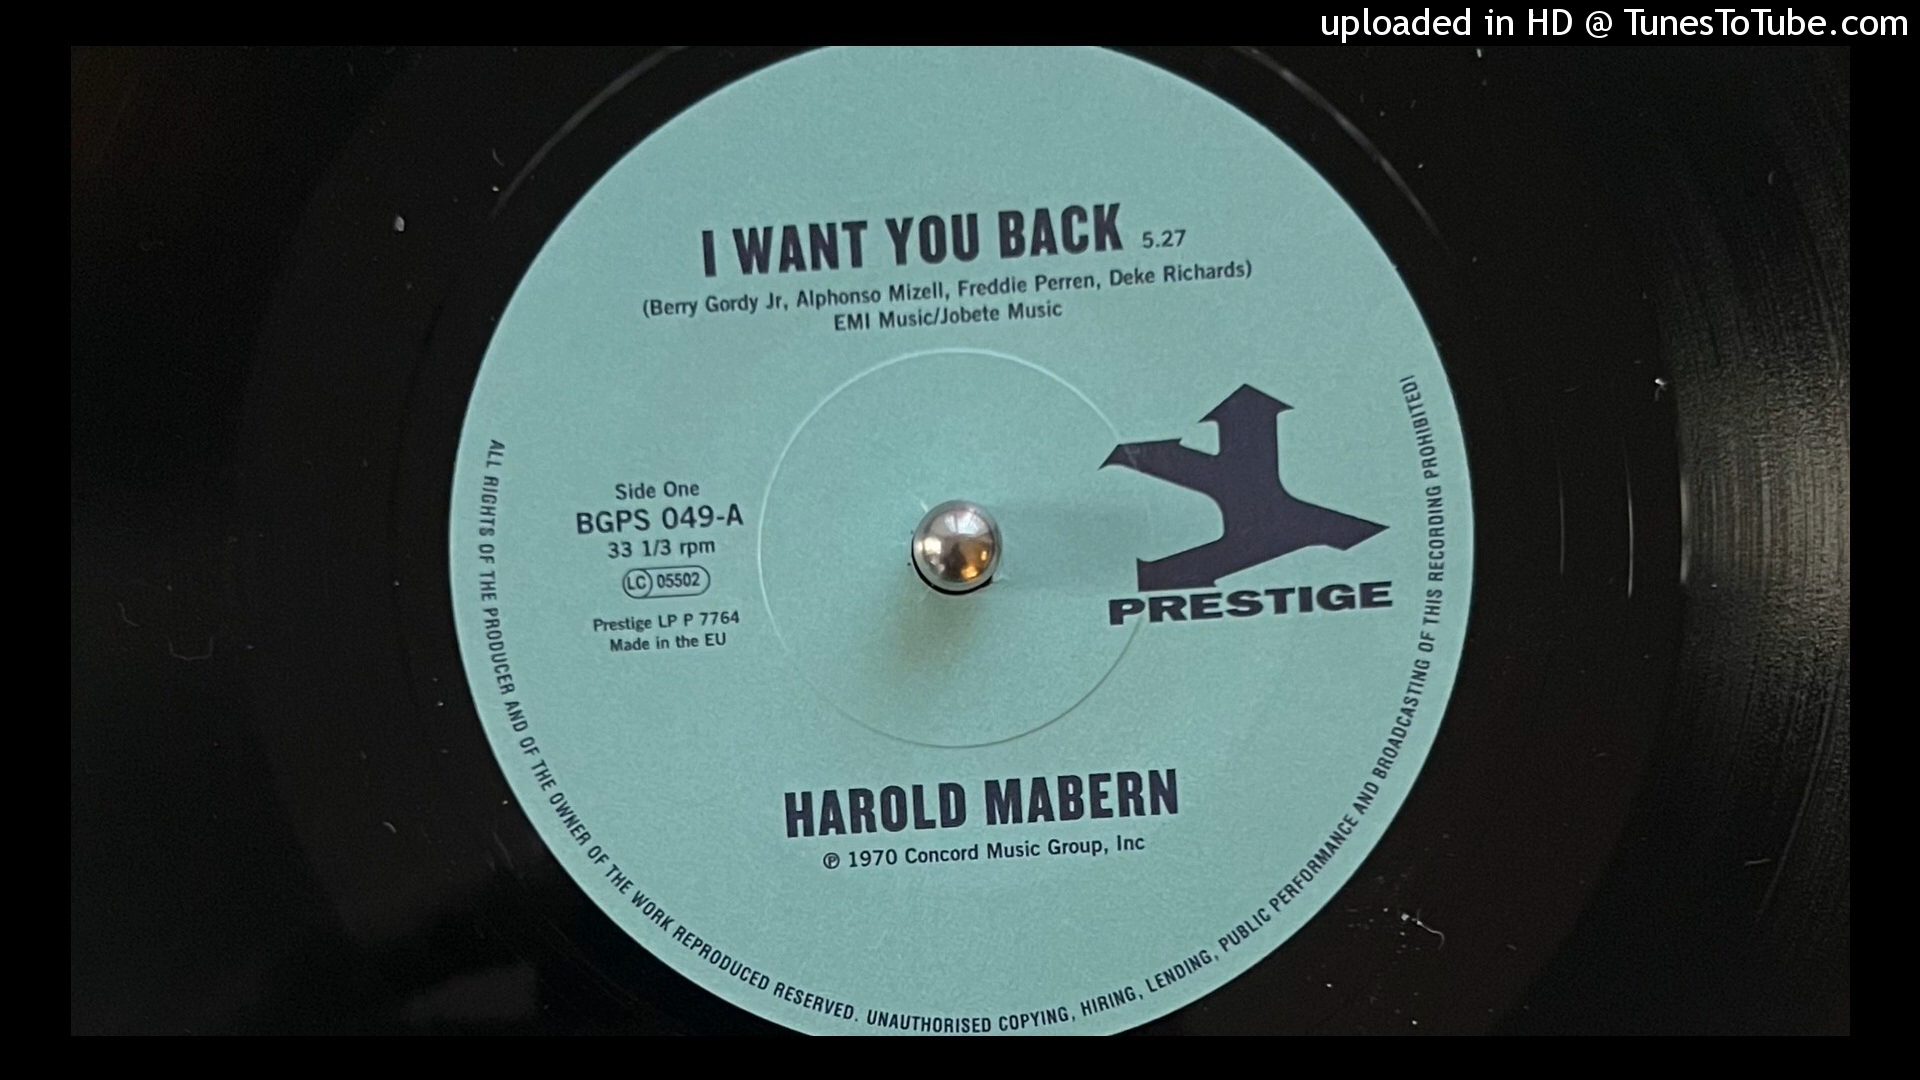 uploaded in HD @ TunesToTube.com
I WANT YOU BACK 5.27
(Berry Gordy Jr, Alphonso Mizell, Freddie Perren, Deke Richards)
EMI Music/Jobete Music
Side One
BGPS 049-A
33 1/3 rpm
LC 05502
Prestige LP P 7764
Made in the EU
PRESTIGE
HAROLD MABERN
℗ 1970 Concord Music Group, Inc
ALL RIGHTS OF THE PRODUCER AND OF THE OWNER OF THE WORK REPRODUCED RESERVED. UNAUTHORISED COPYING, HIRING, LENDING, PUBLIC PERFORMANCE AND BROADCASTING OF THIS RECORDING PROHIBITED!